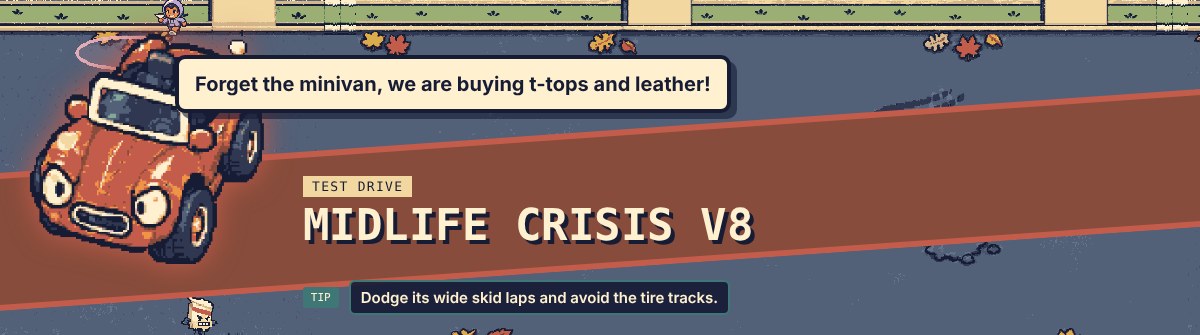 Forget the minivan, we are buying t-tops and leather!
TEST DRIVE
MIDLIFE CRISIS V8
TIP Dodge its wide skid laps and avoid the tire tracks.